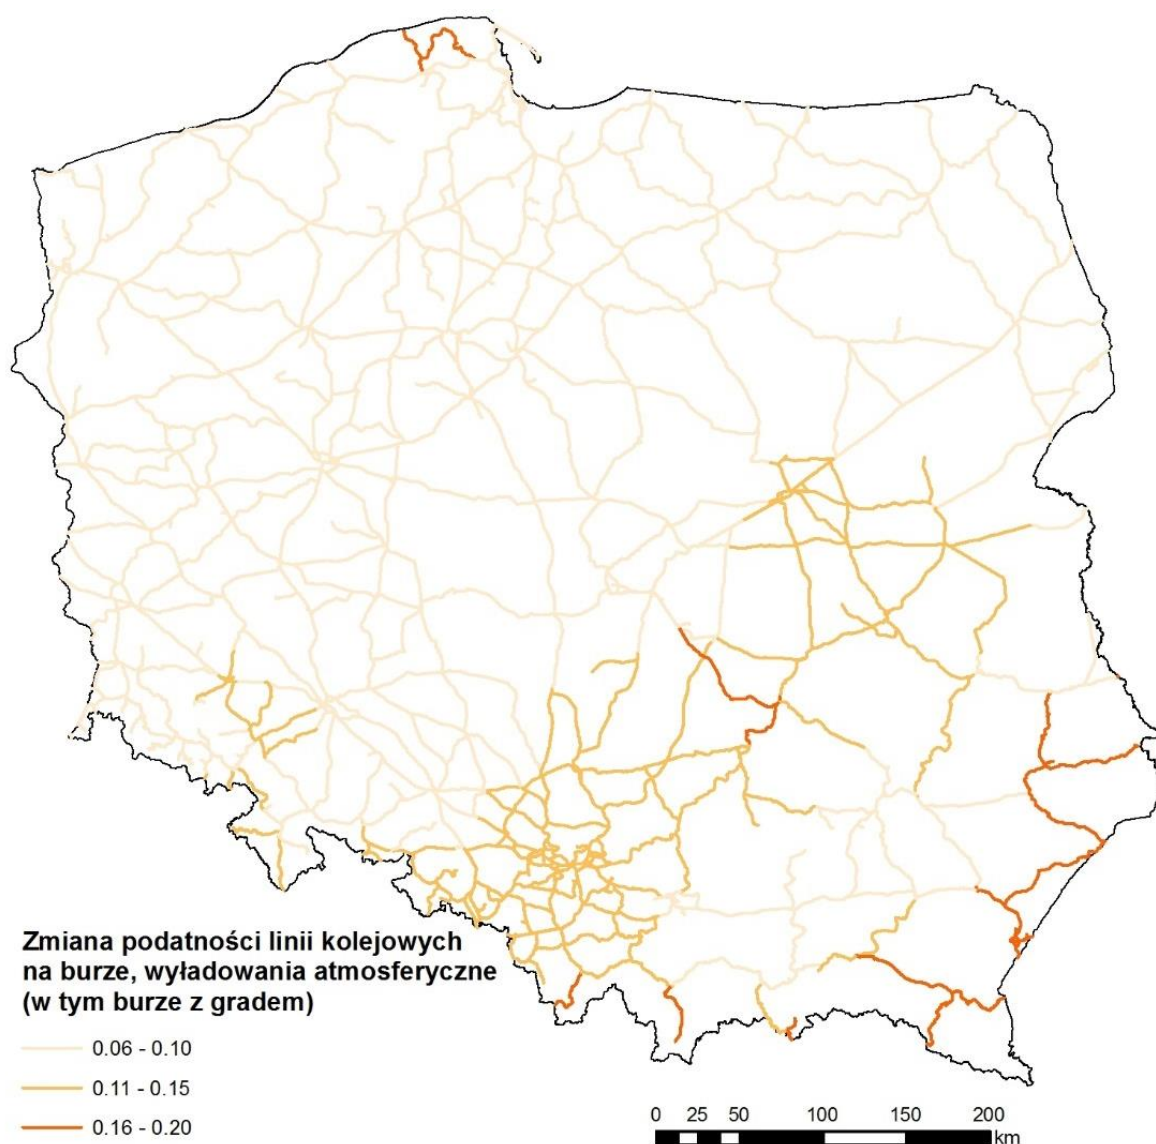 Zmiana podatności linii kolejowych
na burze, wyładowania atmosferyczne
(w tym burze z gradem)
0.06 - 0.10
0.11 - 0.15
0.16 - 0.20
0 25 50 100 150 200
km